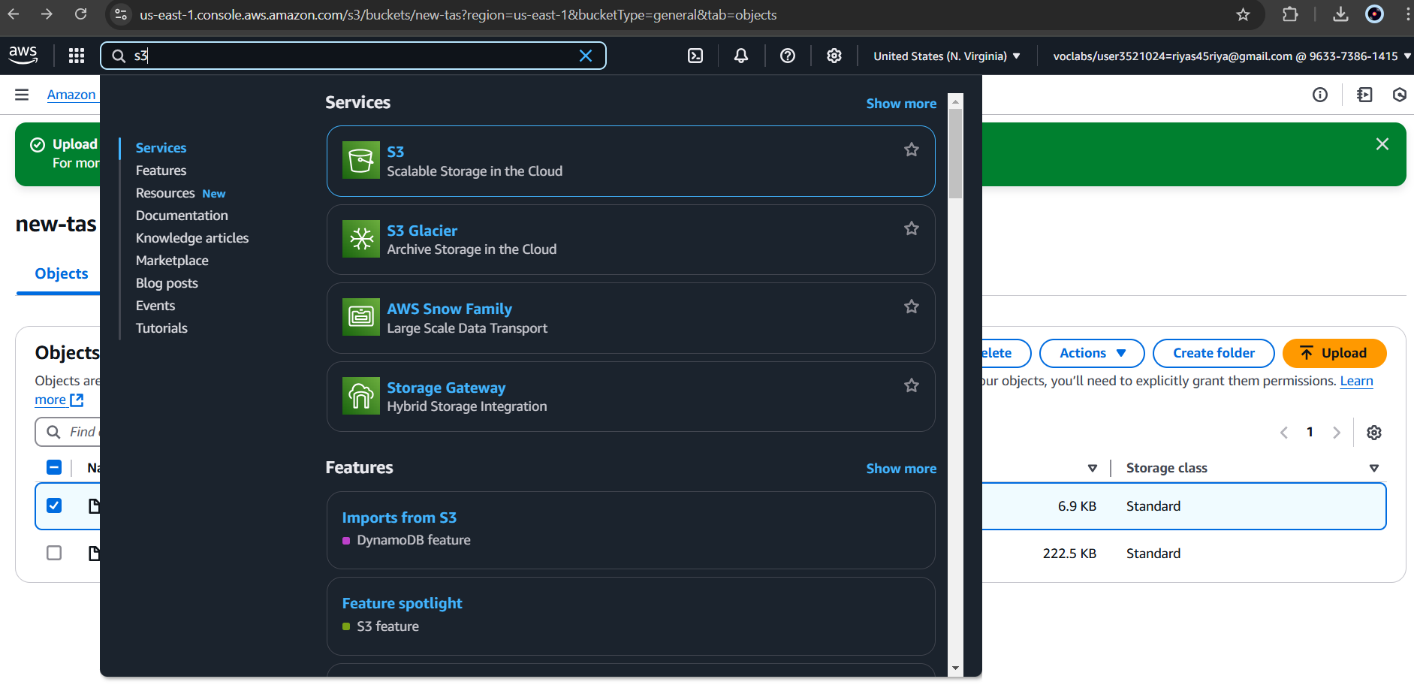 us-east-1.console.aws.amazon.com/s3/buckets/new-tas?region=us-east-1&bucketType=general&tab=objects
aws
s3
United States (N. Virginia) ▼
voclabs/user3521024=riyas45riya@gmail.com @ 9633-7386-1415 ▼
Amazon
Upload
For mor
new-tas
Objects
Services
Features
Resources New
Documentation
Knowledge articles
Marketplace
Blog posts
Events
Tutorials
Services
Show more
S3
Scalable Storage in the Cloud
S3 Glacier
Archive Storage in the Cloud
AWS Snow Family
Large Scale Data Transport
Storage Gateway
Hybrid Storage Integration
Features
Show more
Imports from S3
DynamoDB feature
Feature spotlight
S3 feature
Objects
Objects are
more
Find
Na
elete
Actions ▼
Create folder
Upload
our objects, you'll need to explicitly grant them permissions. Learn
1
Storage class
6.9 KB
Standard
222.5 KB
Standard